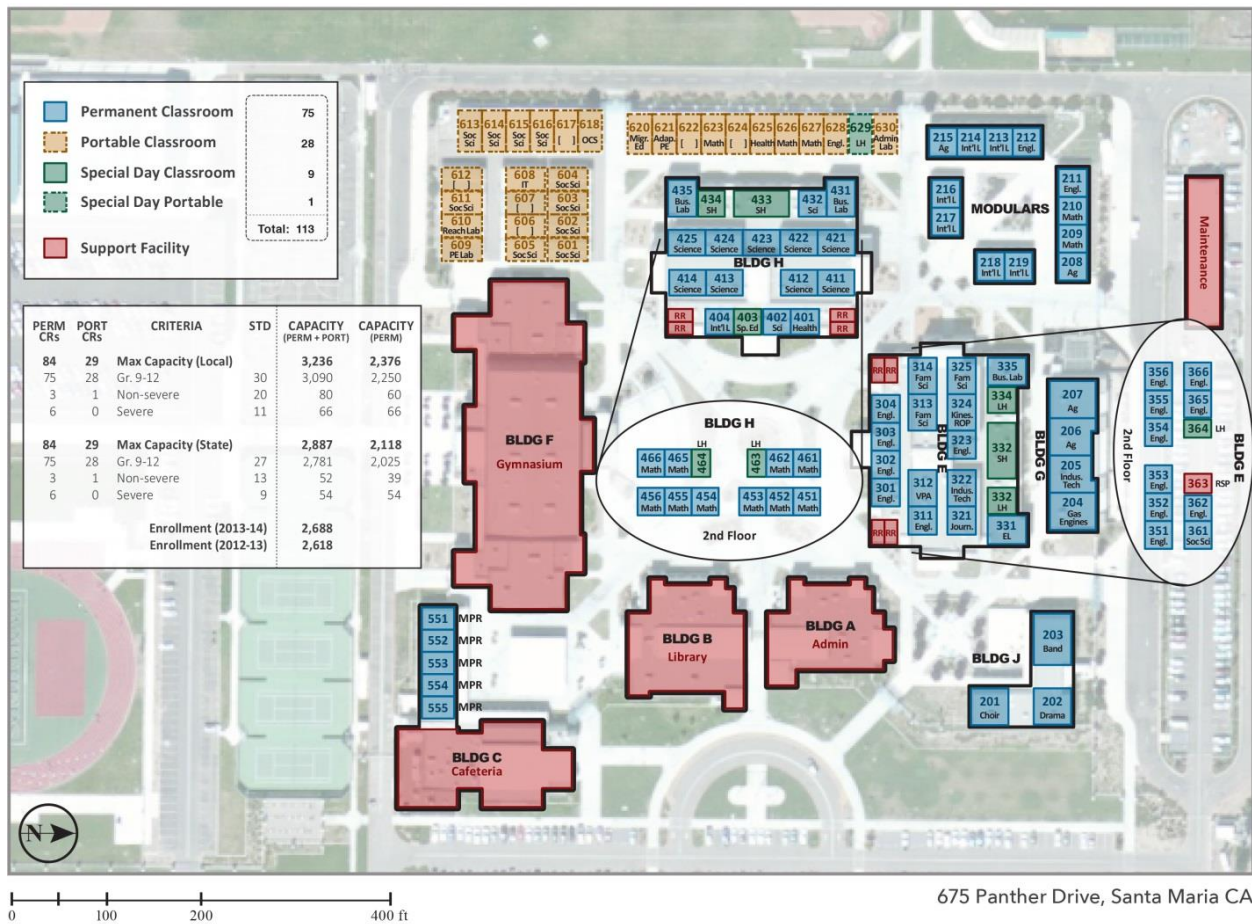 Permanent Classroom 75
Portable Classroom 28
Special Day Classroom 9
Special Day Portable 1
Total: 113
Support Facility
PERM CRs PORT CRs CRITERIA STD CAPACITY (PERM + PORT) CAPACITY (PERM)
84 29 Max Capacity (Local) 3,236 2,376
75 28 Gr. 9-12 30 3,090 2,250
3 1 Non-severe 20 80 60
6 0 Severe 11 66 66
84 29 Max Capacity (State) 2,887 2,118
75 28 Gr. 9-12 27 2,781 2,025
3 1 Non-severe 13 52 39
6 0 Severe 9 54 54
Enrollment (2013-14) 2,688
Enrollment (2012-13) 2,618
613 Soc Sci
614 Soc Sci
615 Soc Sci
616 Soc Sci
617 [ ]
618 OCS
612 [ ]
611 Soc Sci
610 Reach Lab
609 PE Lab
608 IT
607 [ ]
606 [ ]
605 Soc Sci
604 Soc Sci
603 Soc Sci
602 Soc Sci
601 Soc Sci
620 Migr. Ed
621 Adap. PE
622 [ ]
623 Math
624 [ ]
625 Health
626 Math
627 Math
628 Engl.
629 LH
630 Admin Lab
435 Bus. Lab
434 SH
433 SH
432 Sci
431 Bus. Lab
425 Science
424 Science
423 Science
422 Science
421 Science
BLDG H
414 Science
413 Science
412 Science
411 Science
RR
RR
404 Int'l L
403 Sp. Ed
402 Sci
401 Health
RR
RR
215 Ag
214 Int'l L
213 Int'l L
212 Engl.
216 Int'l L
217 Int'l L
MODULARS
211 Engl.
210 Math
209 Math
208 Ag
218 Int'l L
219 Int'l L
Maintenance
BLDG F
Gymnasium
BLDG H
LH
LH
466 Math
465 Math
464
463
462 Math
461 Math
456 Math
455 Math
454 Math
453 Math
452 Math
451 Math
2nd Floor
RR RR
314 Fam Sci
325 Fam Sci
335 Bus. Lab
334 LH
304 Engl.
313 Fam Sci
324 Kines. ROP
303 Engl.
323 Engl.
332 SH
302 Engl.
BLDG E
301 Engl.
312 VPA
322 Indus. Tech
332 LH
RR RR
311 Engl.
321 Journ.
331 EL
BLDG G
207 Ag
206 Ag
205 Indus. Tech
204 Gas Engines
356 Engl.
366 Engl.
355 Engl.
365 Engl.
354 Engl.
364 LH
2nd Floor
BLDG E
353 Engl.
363 RSP
352 Engl.
362 Engl.
351 Engl.
361 Soc Sci
551 MPR
552 MPR
553 MPR
554 MPR
555 MPR
BLDG C
Cafeteria
BLDG B
Library
BLDG A
Admin
BLDG J
203 Band
201 Choir
202 Drama
N
0 100 200 400 ft
675 Panther Drive, Santa Maria CA